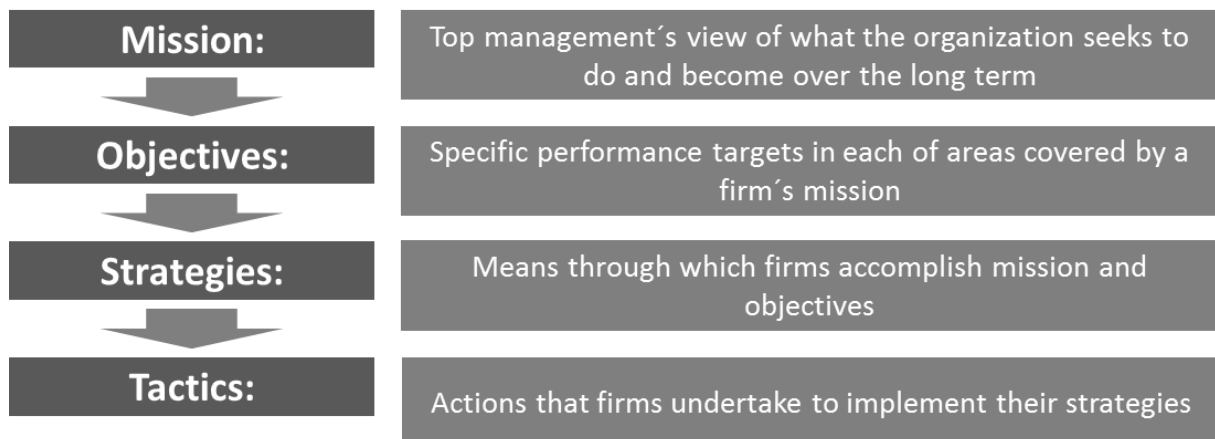 Mission:
Top management´s view of what the organization seeks to
do and become over the long term
Objectives:
Specific performance targets in each of areas covered by a
firm´s mission
Strategies:
Means through which firms accomplish mission and
objectives
Tactics:
Actions that firms undertake to implement their strategies